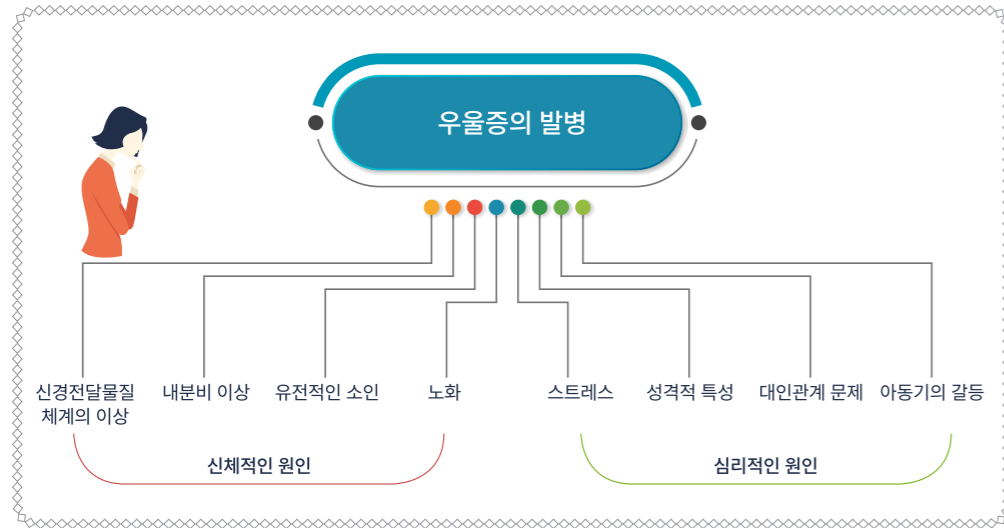 우울증의 발병
신경전달물질
체계의 이상
내분비 이상
유전적인 소인
노화
스트레스
성격적 특성
대인관계 문제
아동기의 갈등
신체적인 원인
심리적인 원인